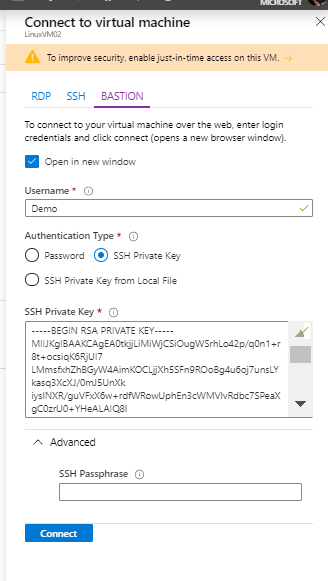 MICROSOFT
Connect to virtual machine
LinuxVM02
To improve security, enable just-in-time access on this VM. →
RDP SSH BASTION
To connect to your virtual machine over the web, enter login
credentials and click connect (opens a new browser window).
Open in new window
Username *
Demo
Authentication Type *
Password SSH Private Key
SSH Private Key from Local File
SSH Private Key *
-----BEGIN RSA PRIVATE KEY-----
MIIJKgIBAAKCAgEA0tkjjLiMiWjCSiOugWSrhLo42p/q0n1+r
8t+ocsiqK6RjUI7
LMmsfxhZhBGyW4AimKOCLjjXh5SFn9ROoBg4u6oj7unsLY
kasq3XcXJ/0mJ5UnXk
iysINXR/guVFxX6w+rdfWRowUphEn3cWMVIvRdbc7SPeaX
gC0zrU0+YHeALAIQ8I
Advanced
SSH Passphrase
Connect